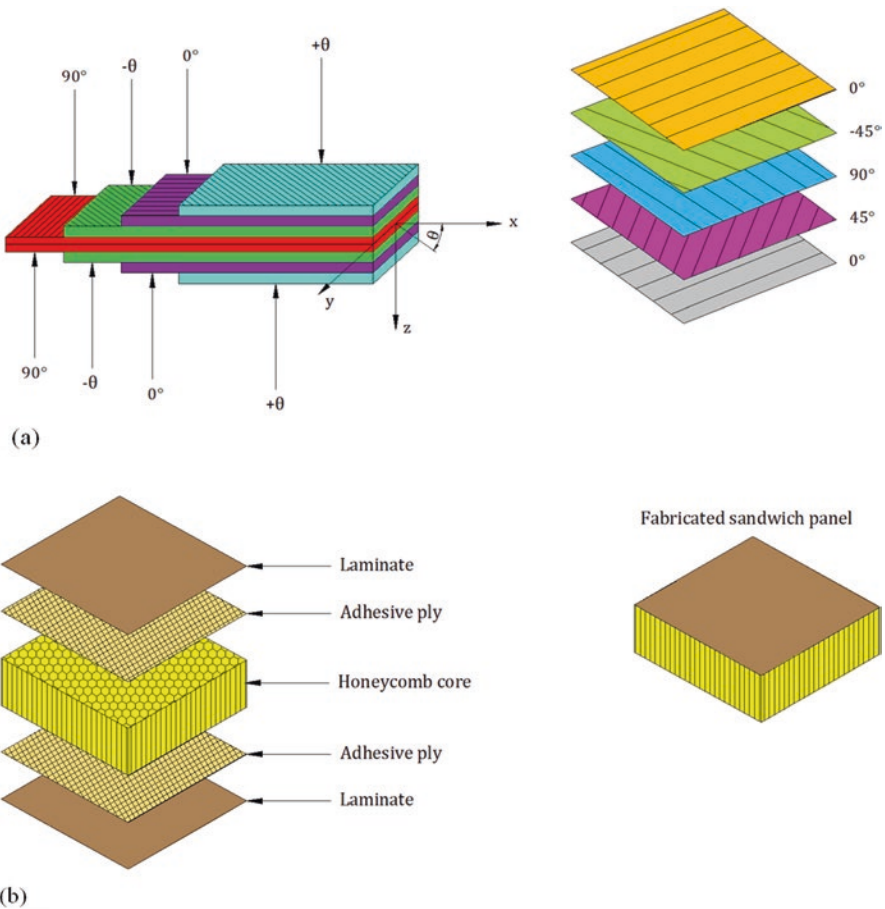 90°
-θ
0°
+θ
x
θ
y
z
90°
-θ
0°
+θ
0°
-45°
90°
45°
0°
(a)
Laminate
Adhesive ply
Honeycomb core
Adhesive ply
Laminate
Fabricated sandwich panel
(b)